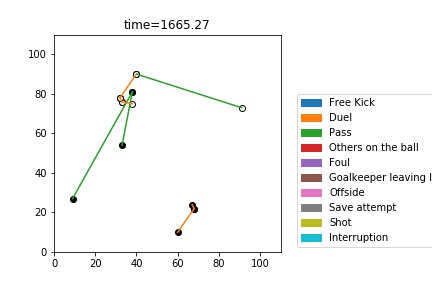 time=1665.27
100
80
60
40
20
0
0 20 40 60 80 100
Free Kick
Duel
Pass
Others on the ball
Foul
Goalkeeper leaving l
Offside
Save attempt
Shot
Interruption